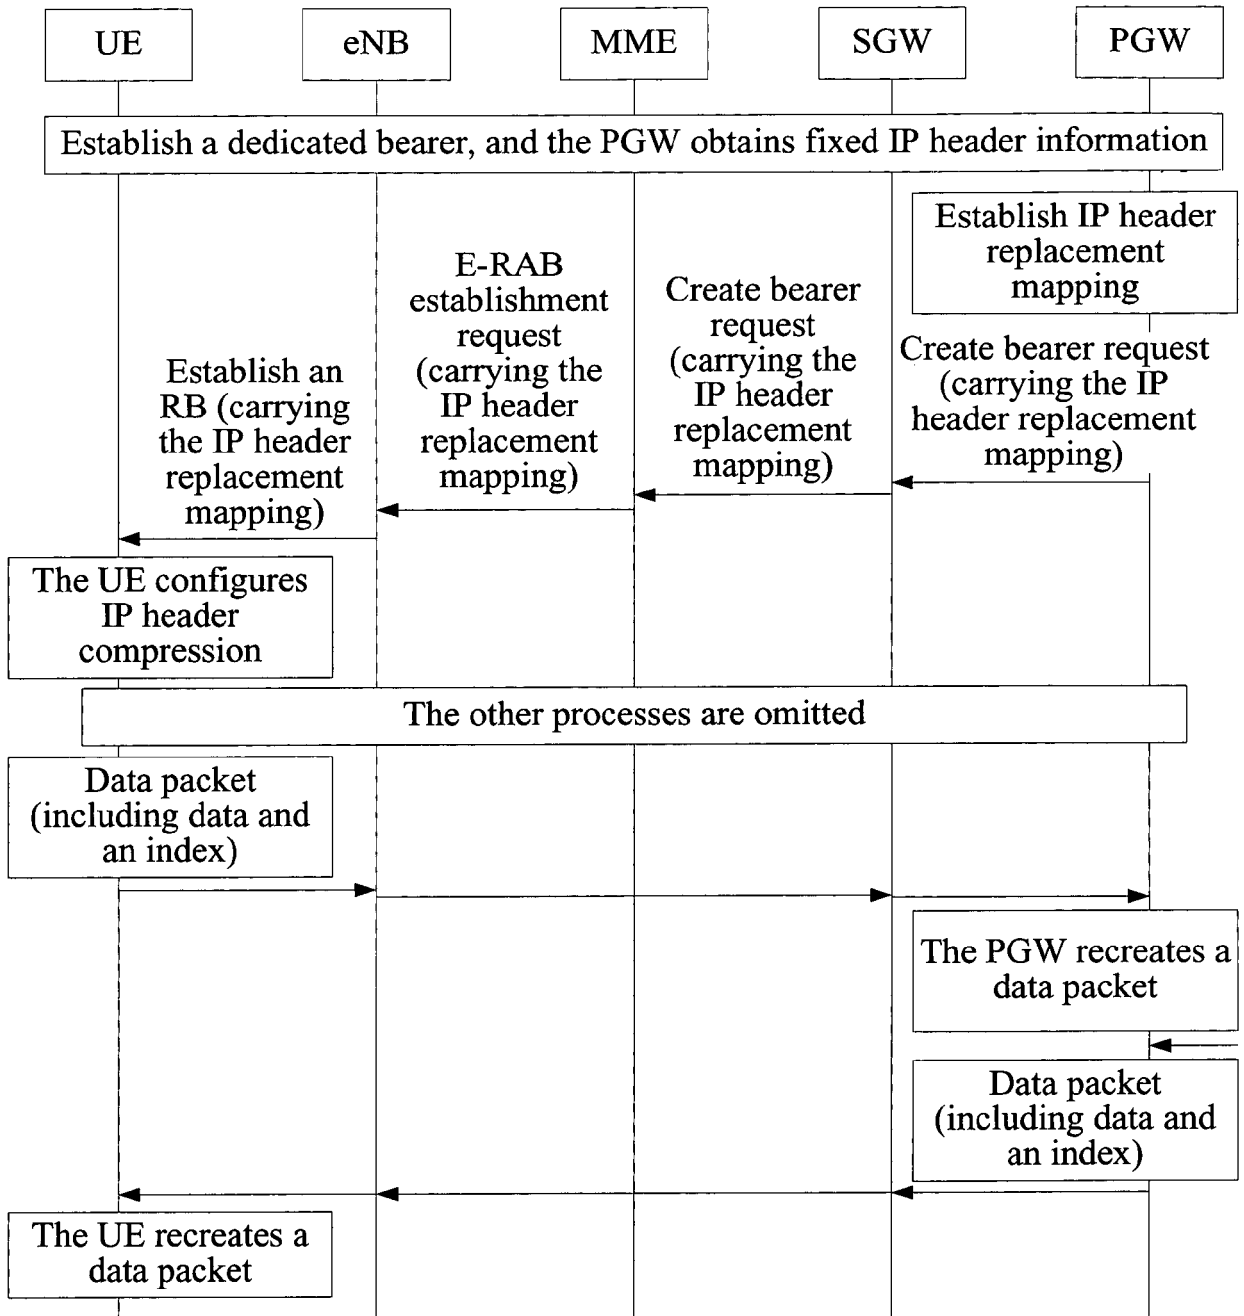 UE
eNB
MME
SGW
PGW
Establish a dedicated bearer, and the PGW obtains fixed IP header information
Establish IP header
replacement
mapping
Create bearer request
(carrying the IP
header replacement
mapping)
Create bearer
request
(carrying the
IP header
replacement
mapping)
E-RAB
establishment
request
(carrying the
IP header
replacement
mapping)
Establish an
RB (carrying
the IP header
replacement
mapping)
The UE configures
IP header
compression
The other processes are omitted
Data packet
(including data and
an index)
The PGW recreates a
data packet
Data packet
(including data and
an index)
The UE recreates a
data packet